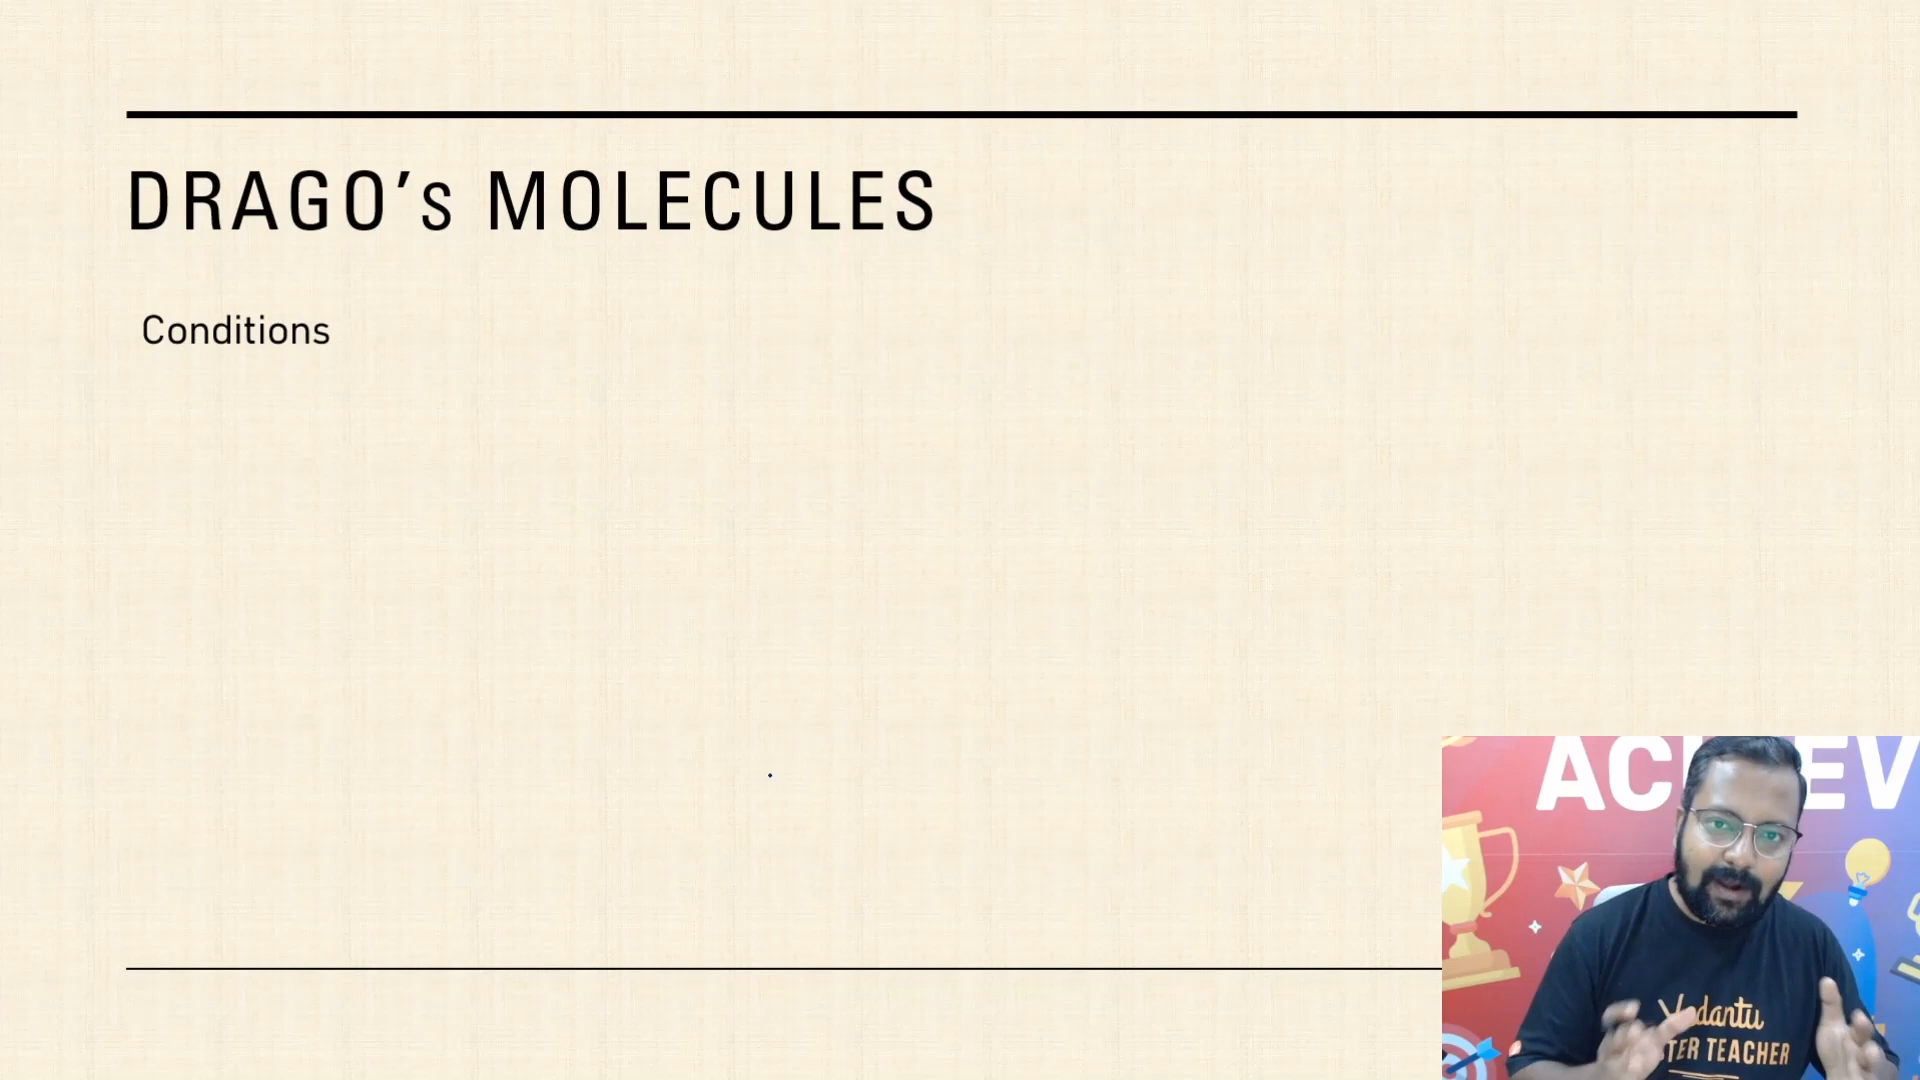 DRAGO’s MOLECULES
Conditions
ACHIEV
Vedantu
TER TEACHER